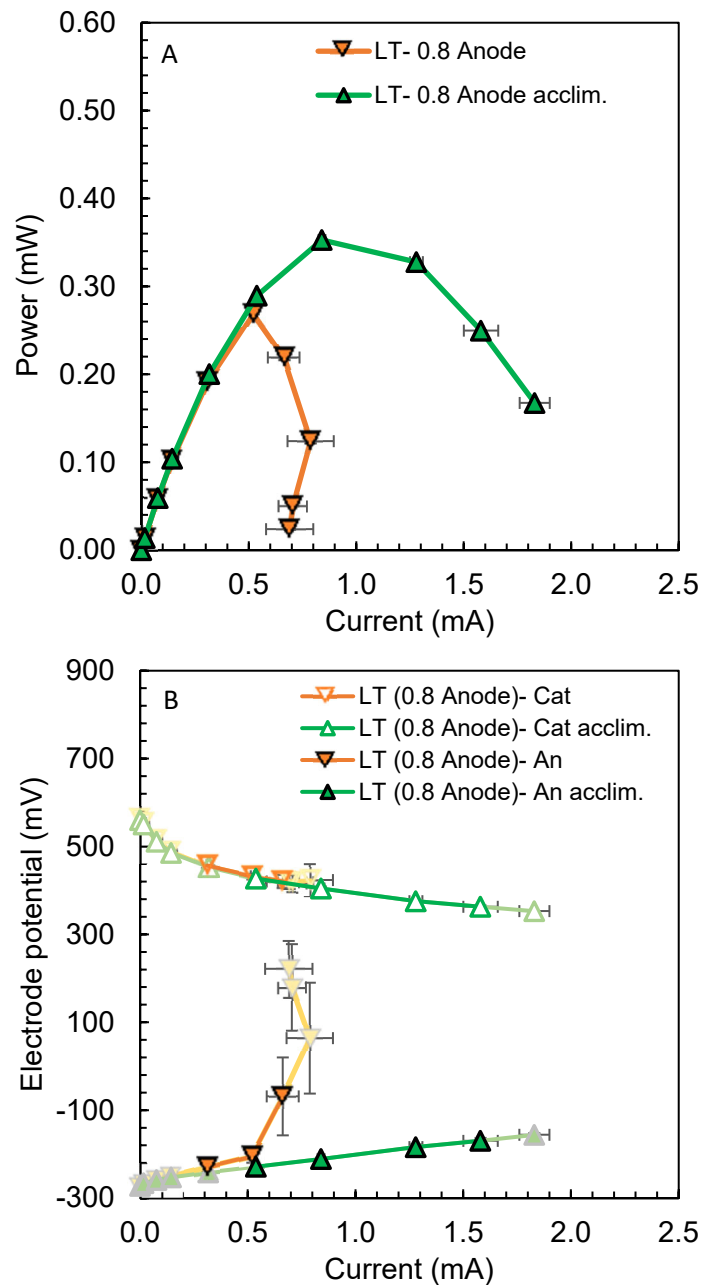 A
LT- 0.8 Anode
LT- 0.8 Anode acclim.
0.60
0.50
0.40
0.30
0.20
0.10
0.00
Power (mW)
0.0 0.5 1.0 1.5 2.0 2.5
Current (mA)
B
LT (0.8 Anode)- Cat
LT (0.8 Anode)- Cat acclim.
LT (0.8 Anode)- An
LT (0.8 Anode)- An acclim.
900
700
500
300
100
-100
-300
Electrode potential (mV)
0.0 0.5 1.0 1.5 2.0 2.5
Current (mA)